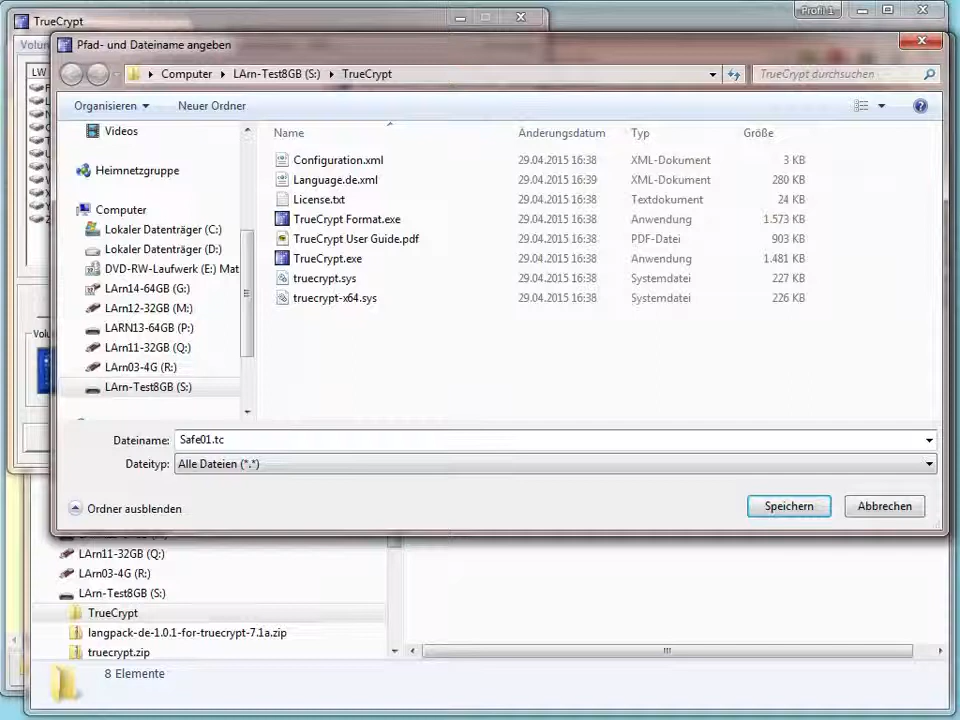 TrueCrypt
Profil 1
Volun
Pfad- und Dateiname angeben
LW
Computer
LArn-Test8GB (S:)
TrueCrypt
TrueCrypt durchsuchen
Organisieren
Neuer Ordner
Name
Änderungsdatum
Typ
Größe
Videos
Heimnetzgruppe
Computer
Lokaler Datenträger (C:)
Lokaler Datenträger (D:)
DVD-RW-Laufwerk (E:) Mat
LArn14-64GB (G:)
LArn12-32GB (M:)
LARN13-64GB (P:)
LArn11-32GB (Q:)
LArn03-4G (R:)
LArn-Test8GB (S:)
Configuration.xml 29.04.2015 16:38 XML-Dokument 3 KB
Language.de.xml 29.04.2015 16:39 XML-Dokument 280 KB
License.txt 29.04.2015 16:38 Textdokument 24 KB
TrueCrypt Format.exe 29.04.2015 16:38 Anwendung 1.573 KB
TrueCrypt User Guide.pdf 29.04.2015 16:38 PDF-Datei 903 KB
TrueCrypt.exe 29.04.2015 16:38 Anwendung 1.481 KB
truecrypt.sys 29.04.2015 16:38 Systemdatei 227 KB
truecrypt-x64.sys 29.04.2015 16:38 Systemdatei 226 KB
Volu
Dateiname: Safe01.tc
Dateityp: Alle Dateien (*.*)
Ordner ausblenden
Speichern
Abbrechen
LArn11-32GB (Q:)
LArn03-4G (R:)
LArn-Test8GB (S:)
TrueCrypt
langpack-de-1.0.1-for-truecrypt-7.1a.zip
truecrypt.zip
8 Elemente